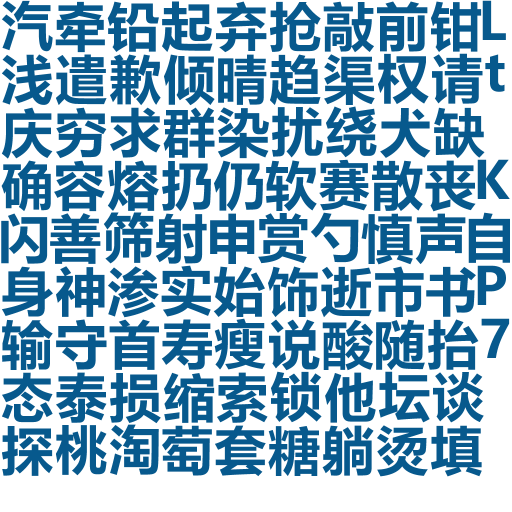 汽牵铅起弃抢敲前钳L
浅遣歉倾晴趋渠权请t
庆穷求群染扰绕犬缺
确容熔扔仍软赛散丧K
闪善筛射申赏勺慎声自
身神渗实始饰逝市书P
输守首寿瘦说酸随抬7
态泰损缩索锁他坛谈
探桃淘萄套糖躺烫填